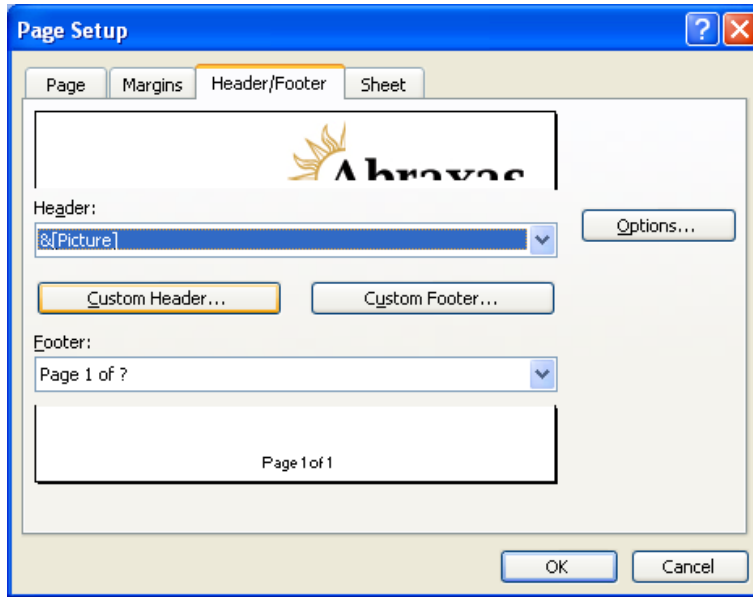 Page Setup
Page Margins Header/Footer Sheet
Abraxas
Header:
&[Picture]
Options...
Custom Header... Custom Footer...
Footer:
Page 1 of ?
Page 1 of 1
OK Cancel